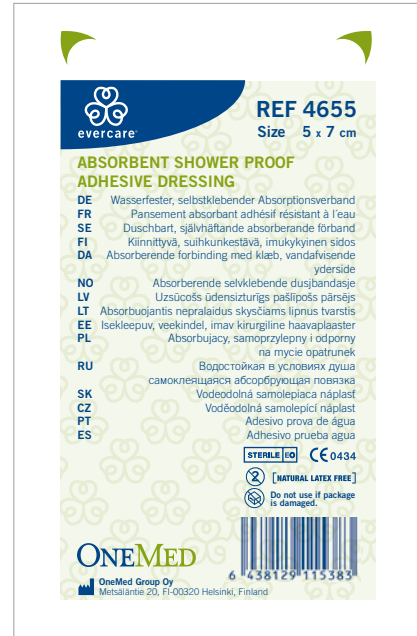 evercare®
REF 4655
Size 5 x 7 cm
ABSORBENT SHOWER PROOF
ADHESIVE DRESSING
DE Wasserfester, selbstklebender Absorptionsverband
FR Pansement absorbant adhésif résistant à l'eau
SE Duschbart, självhäftande absorberande förband
FI Kiinnittyvä, suihkunkestävä, imukykyinen sidos
DA Absorberende forbinding med klæb, vandafvisende
yderside
NO Absorberende selvklebende dusjbandasje
LV Uzsūcošs ūdensizturīgs pašlīpošs pārsējs
LT Absorbuojantis nepralaidus skysčiams lipnus tvarstis
EE Isekleepuv, veekindel, imav kirurgiline haavaplaaster
PL Absorbujacy, samoprzylepny i odporny
na mycie opatrunek
RU Водостойкая в условиях душа
самоклеящаяся абсорбрующая повязка
SK Vodeodolná samolepiaca náplasť
CZ Voděodolná samolepící náplast
PT Adesivo prova de água
ES Adhesivo prueba agua
STERILE EO CE 0434
2 [NATURAL LATEX FREE]
Do not use if package
is damaged.
ONEMED
OneMed Group Oy
Metsäläntie 20, FI-00320 Helsinki, Finland
6 438129 115383